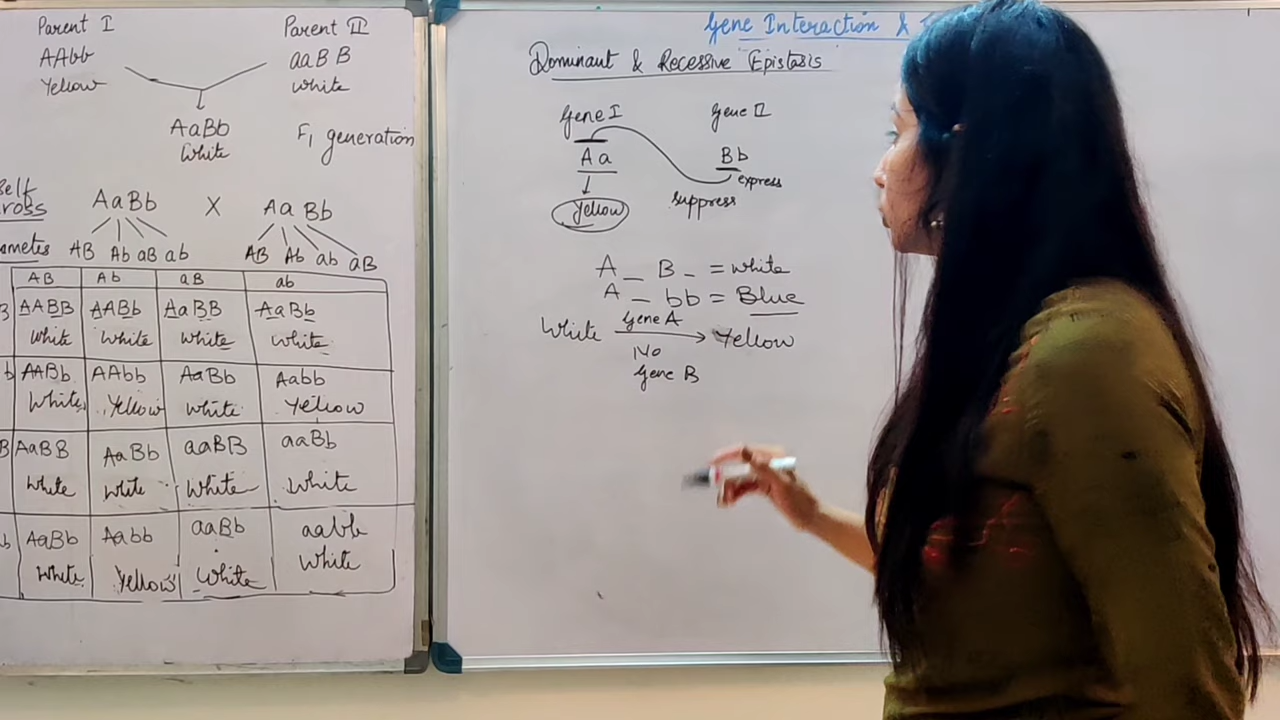 Parent I Parent II
AAbb aaBB
Yellow White
AaBb F1 generation
White
Self
Cross AaBb X AaBb
Gametes AB Ab aB ab AB Ab ab aB
AB Ab aB ab
B AABB AABb AaBB AaBb
White White White White
b AABb AAbb AaBb Aabb
White Yellow White Yellow
B AaBB AaBb aaBB aaBb
White White White White
b AaBb Aabb aaBb aabb
White Yellow White White
Gene Interaction &
Dominant & Recessive Epistasis
Gene I Gene II
Aa Bb
express
Yellow suppress
A _ B - = White
A _ bb = Blue
White Gene A Yellow
No
Gene B